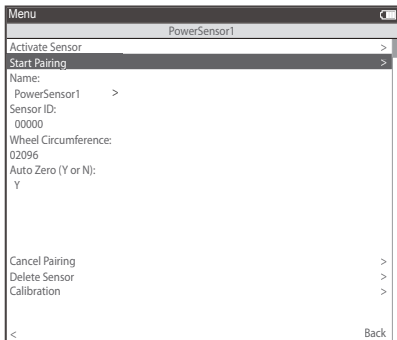 Menu
PowerSensor1
Activate Sensor >
Start Pairing >
Name:
PowerSensor1 >
Sensor ID:
00000
Wheel Circumference:
02096
Auto Zero (Y or N):
Y
Cancel Pairing >
Delete Sensor >
Calibration >
< Back